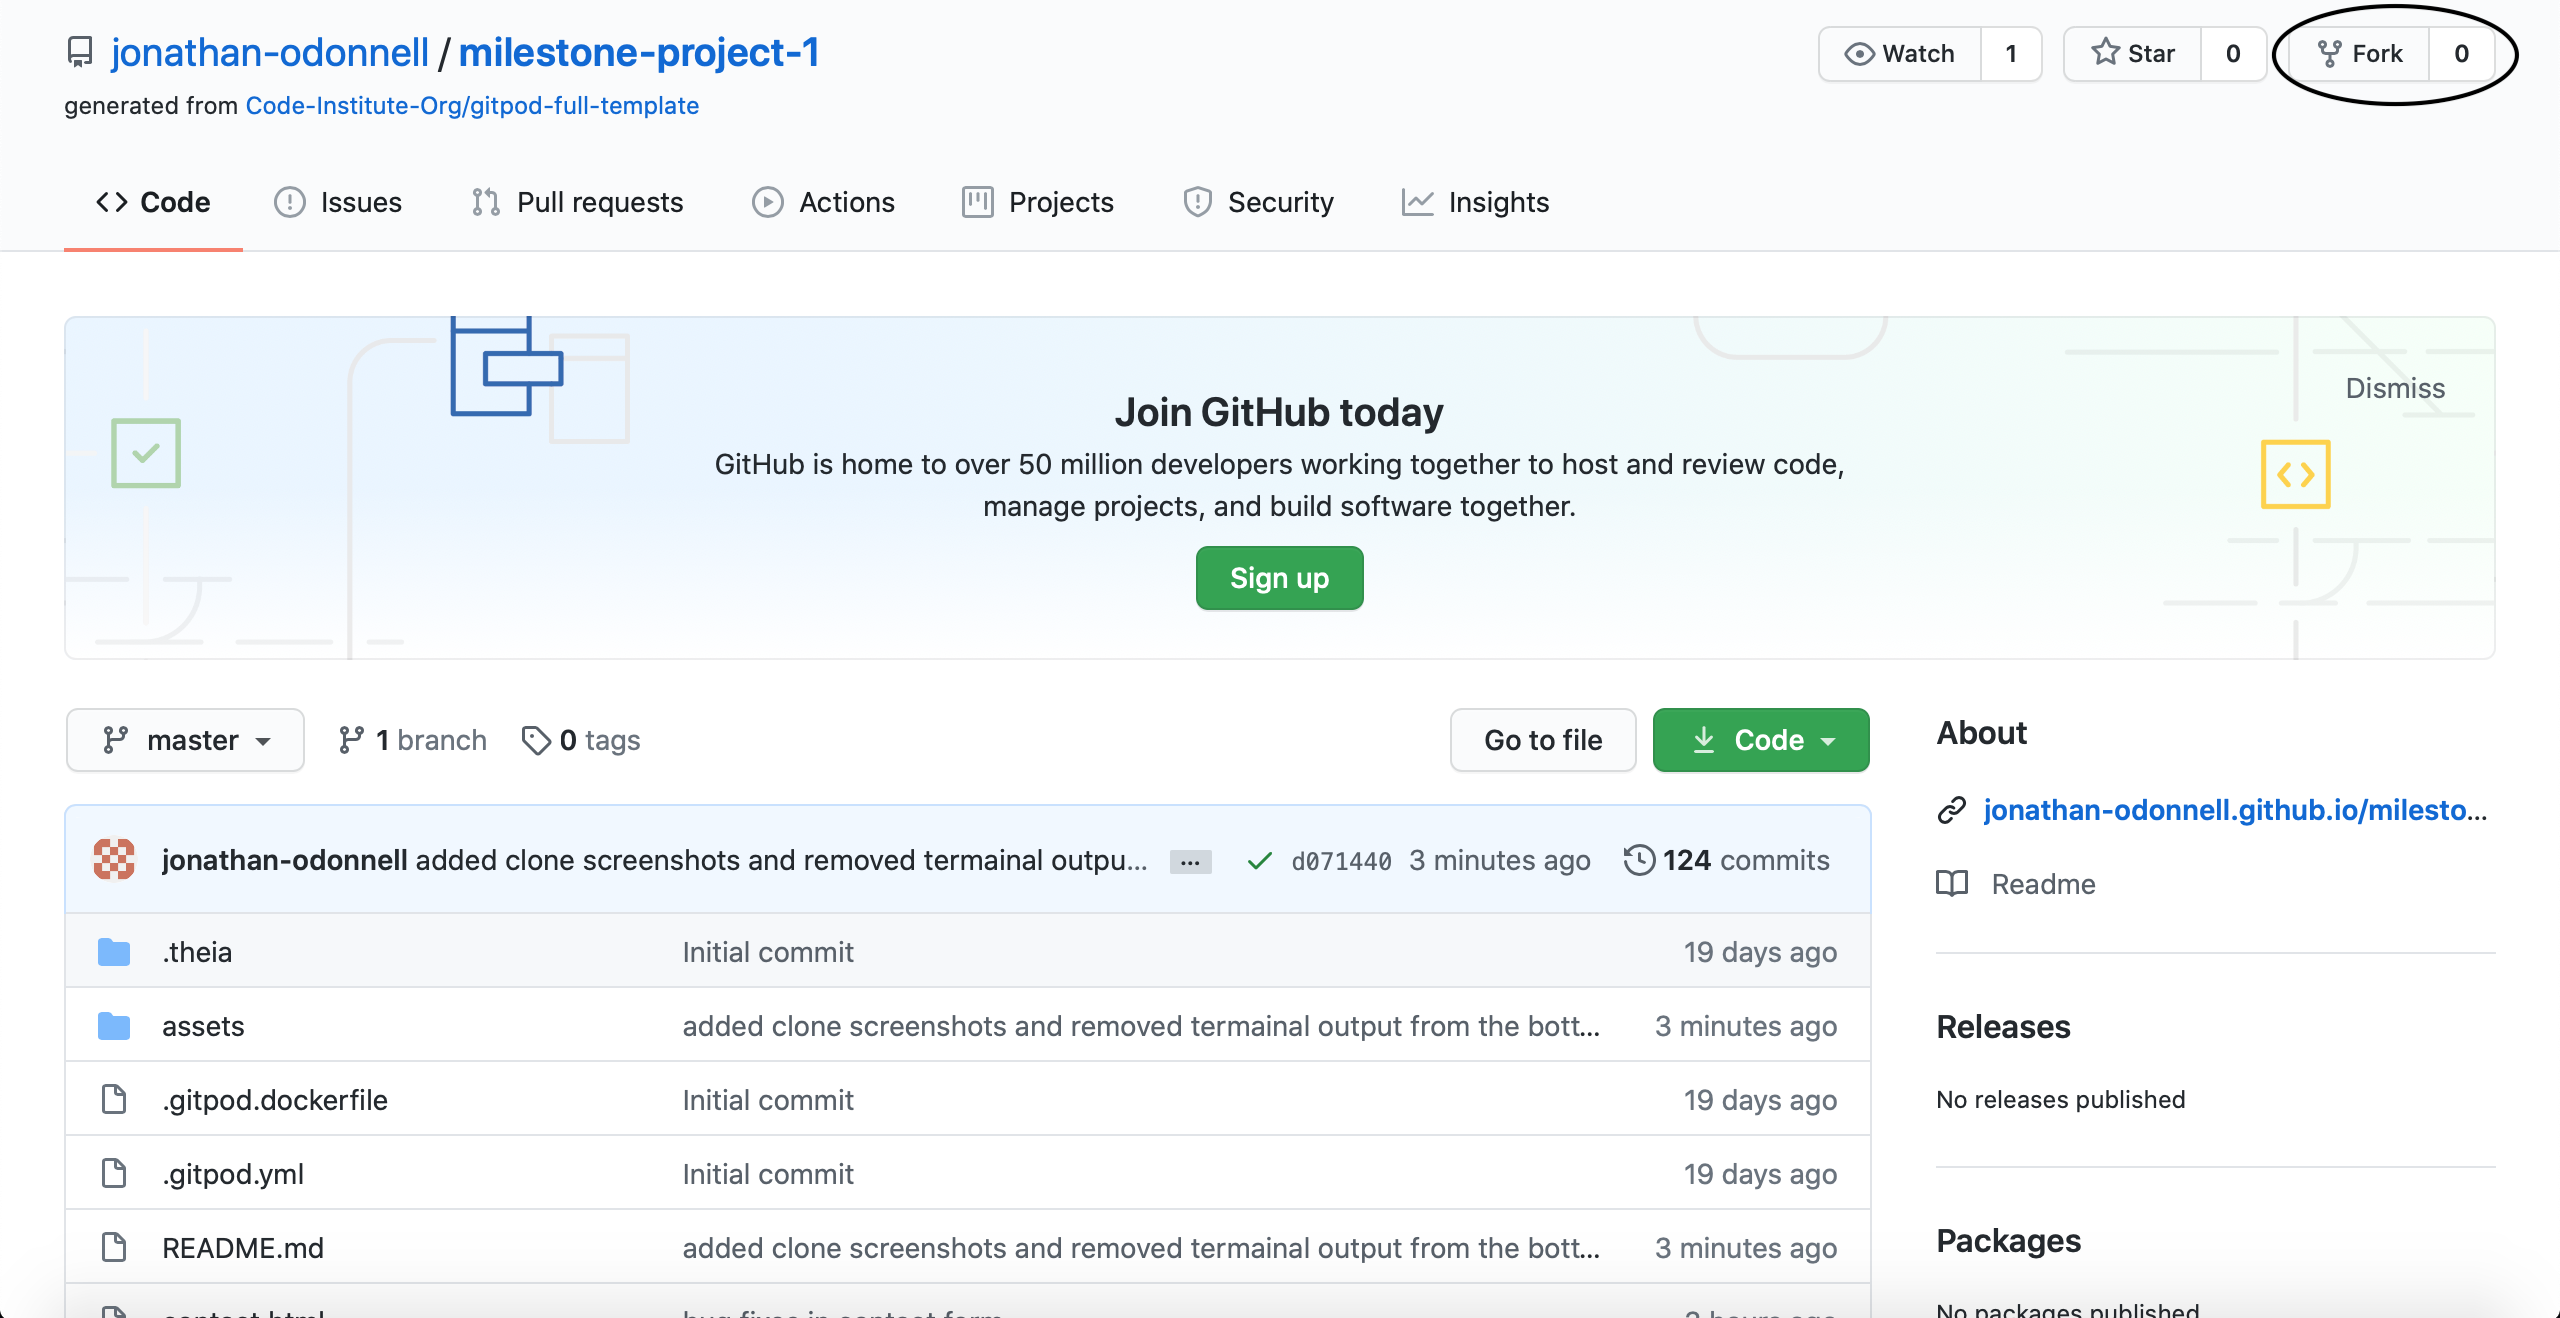 jonathan-odonnell / milestone-project-1
Watch 1
Star 0
Fork 0
generated from Code-Institute-Org/gitpod-full-template
Code
Issues
Pull requests
Actions
Projects
Security
Insights
Join GitHub today
Dismiss
GitHub is home to over 50 million developers working together to host and review code,
manage projects, and build software together.
Sign up
master
1 branch
0 tags
Go to file
Code
About
jonathan-odonnell.github.io/milesto...
Readme
jonathan-odonnell added clone screenshots and removed termainal outpu... ... d071440 3 minutes ago 124 commits
.theia Initial commit 19 days ago
assets added clone screenshots and removed termainal output from the bott... 3 minutes ago
.gitpod.dockerfile Initial commit 19 days ago
.gitpod.yml Initial commit 19 days ago
README.md added clone screenshots and removed termainal output from the bott... 3 minutes ago
contact.html bug fixes in contact form
Releases
No releases published
Packages
No packages published